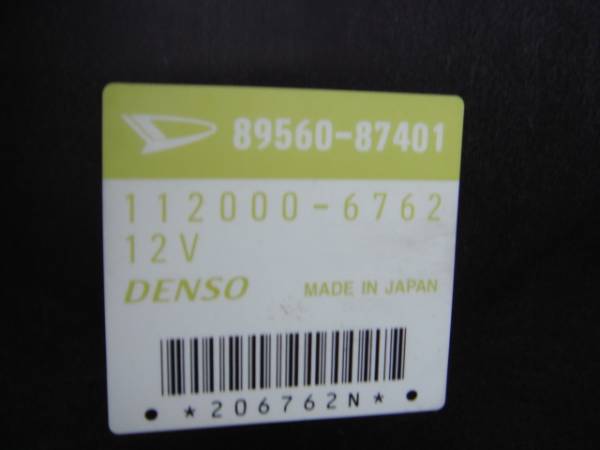 89560-87401
112000-6762
12V
DENSO MADE IN JAPAN
*206762N*